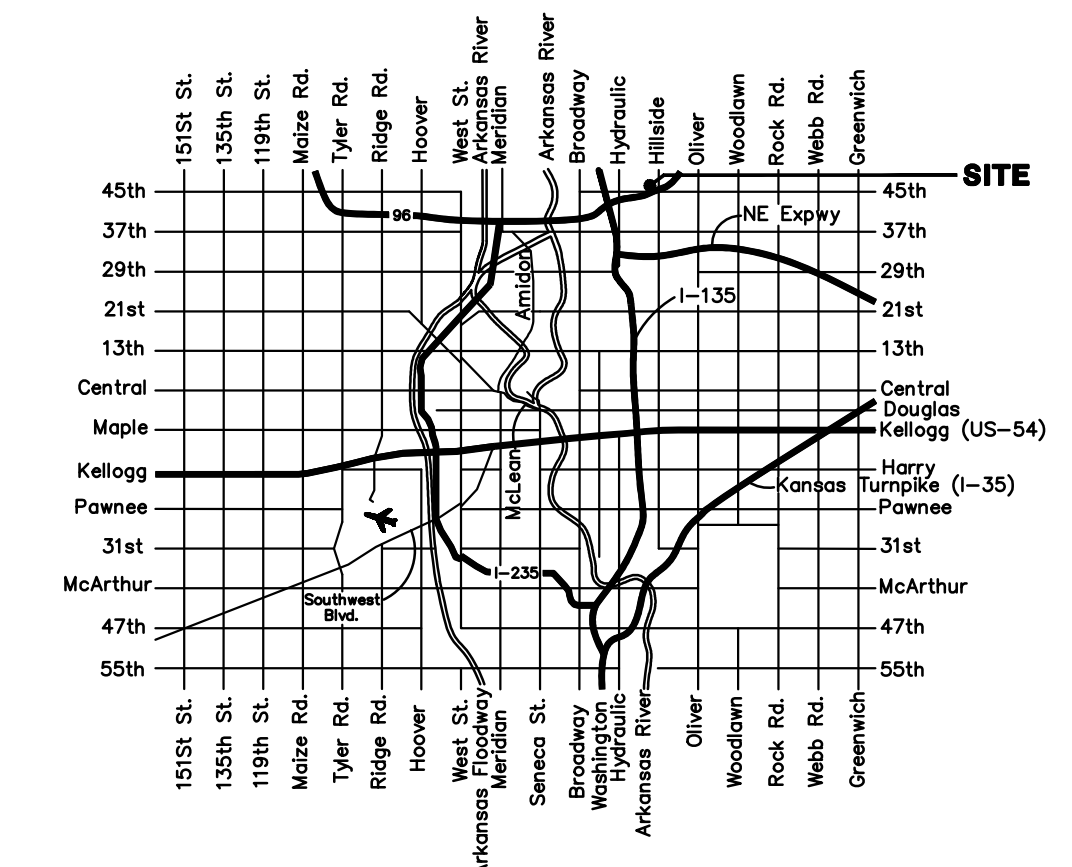 151St St.
135th St.
119th St.
Maize Rd.
Tyler Rd.
Ridge Rd.
Hoover
West St.
Arkansas River
Meridian
Arkansas River
Broadway
Hydraulic
Hillside
Oliver
Woodlawn
Rock Rd.
Webb Rd.
Greenwich
SITE
45th
45th
96
NE Expwy
37th
37th
29th
29th
Amidon
I-135
21st
21st
13th
13th
Central
Central
Douglas
Maple
Kellogg (US-54)
Kellogg
Harry
McLean
Kansas Turnpike (I-35)
Pawnee
Pawnee
31st
31st
I-235
McArthur
McArthur
Southwest
Blvd.
47th
47th
55th
55th
151St St.
135th St.
119th St.
Maize Rd.
Tyler Rd.
Ridge Rd.
Hoover
West St.
Arkansas Floodway
Meridian
Seneca St.
Broadway
Washington
Hydraulic
Arkansas River
Oliver
Woodlawn
Rock Rd.
Webb Rd.
Greenwich